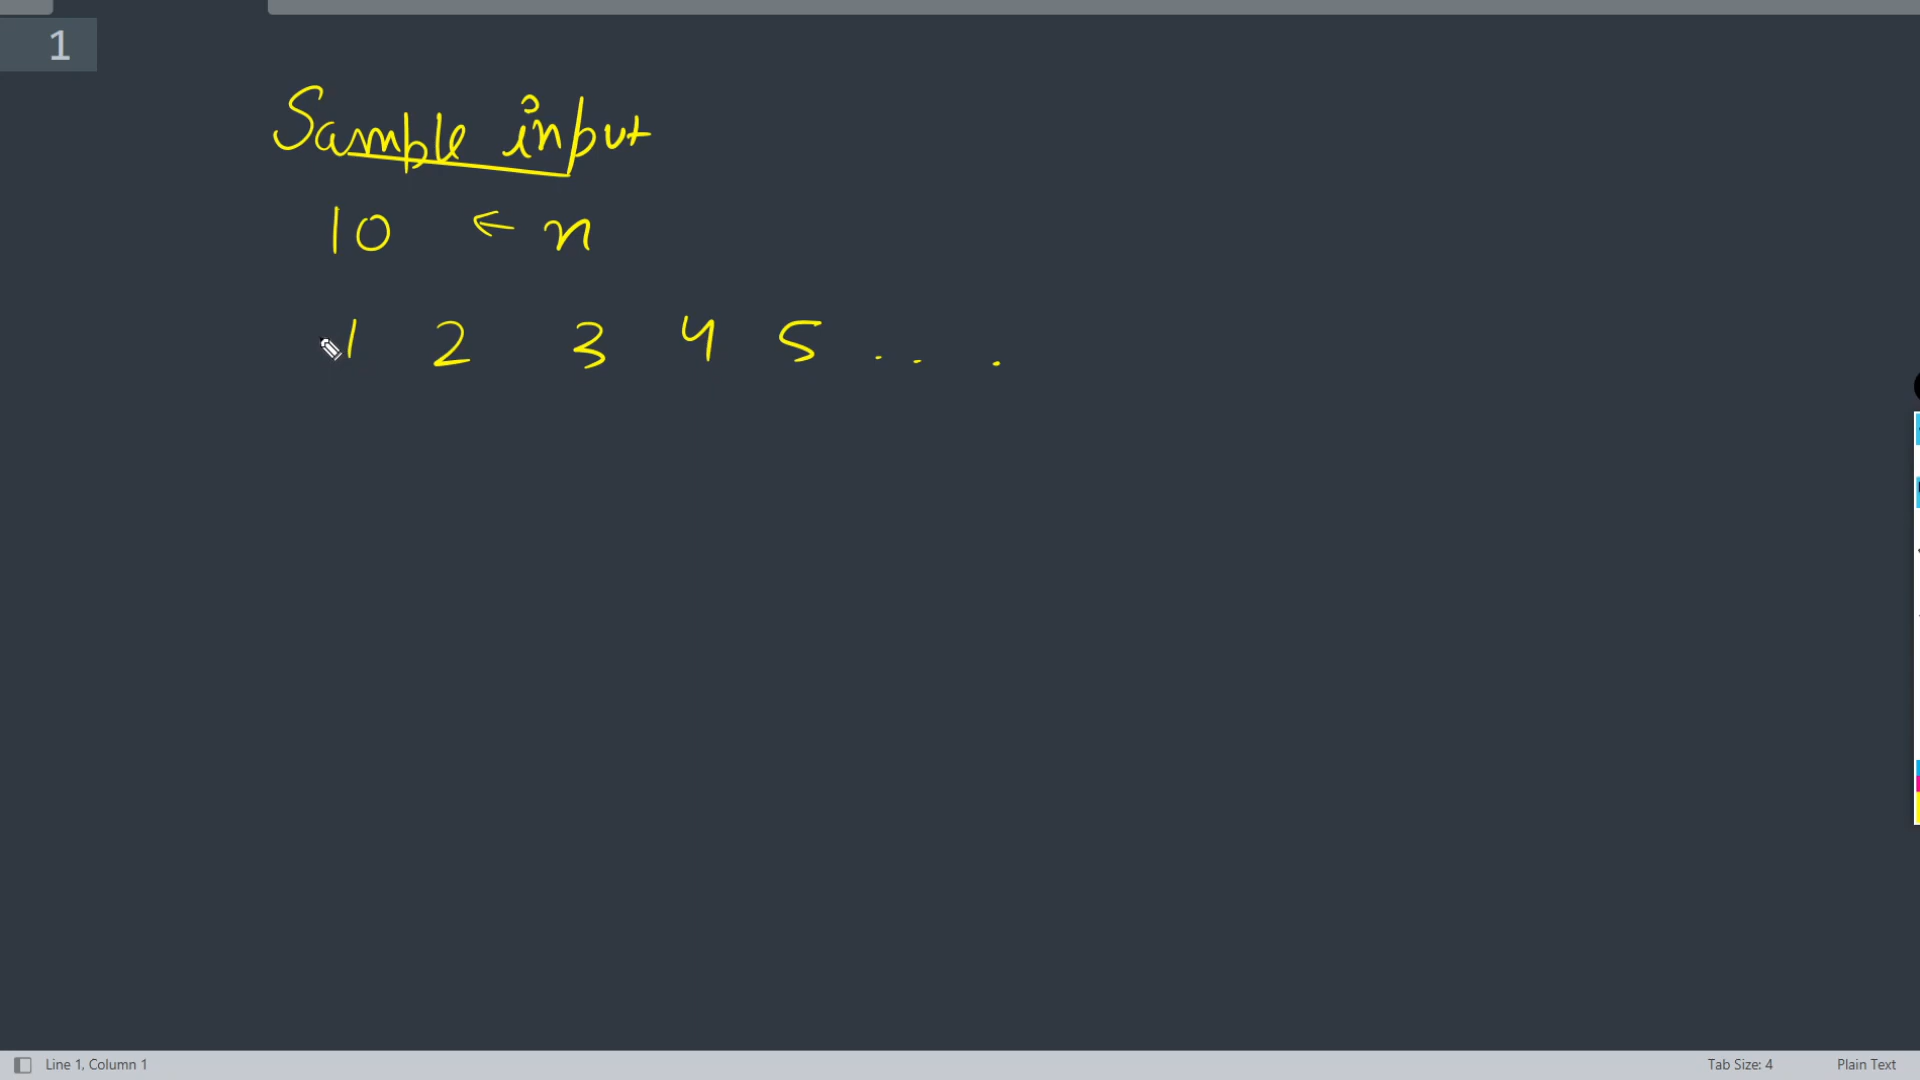 1
Sample input
10 ← n
1 2 3 4 5 .. .
Line 1, Column 1
Tab Size: 4
Plain Text